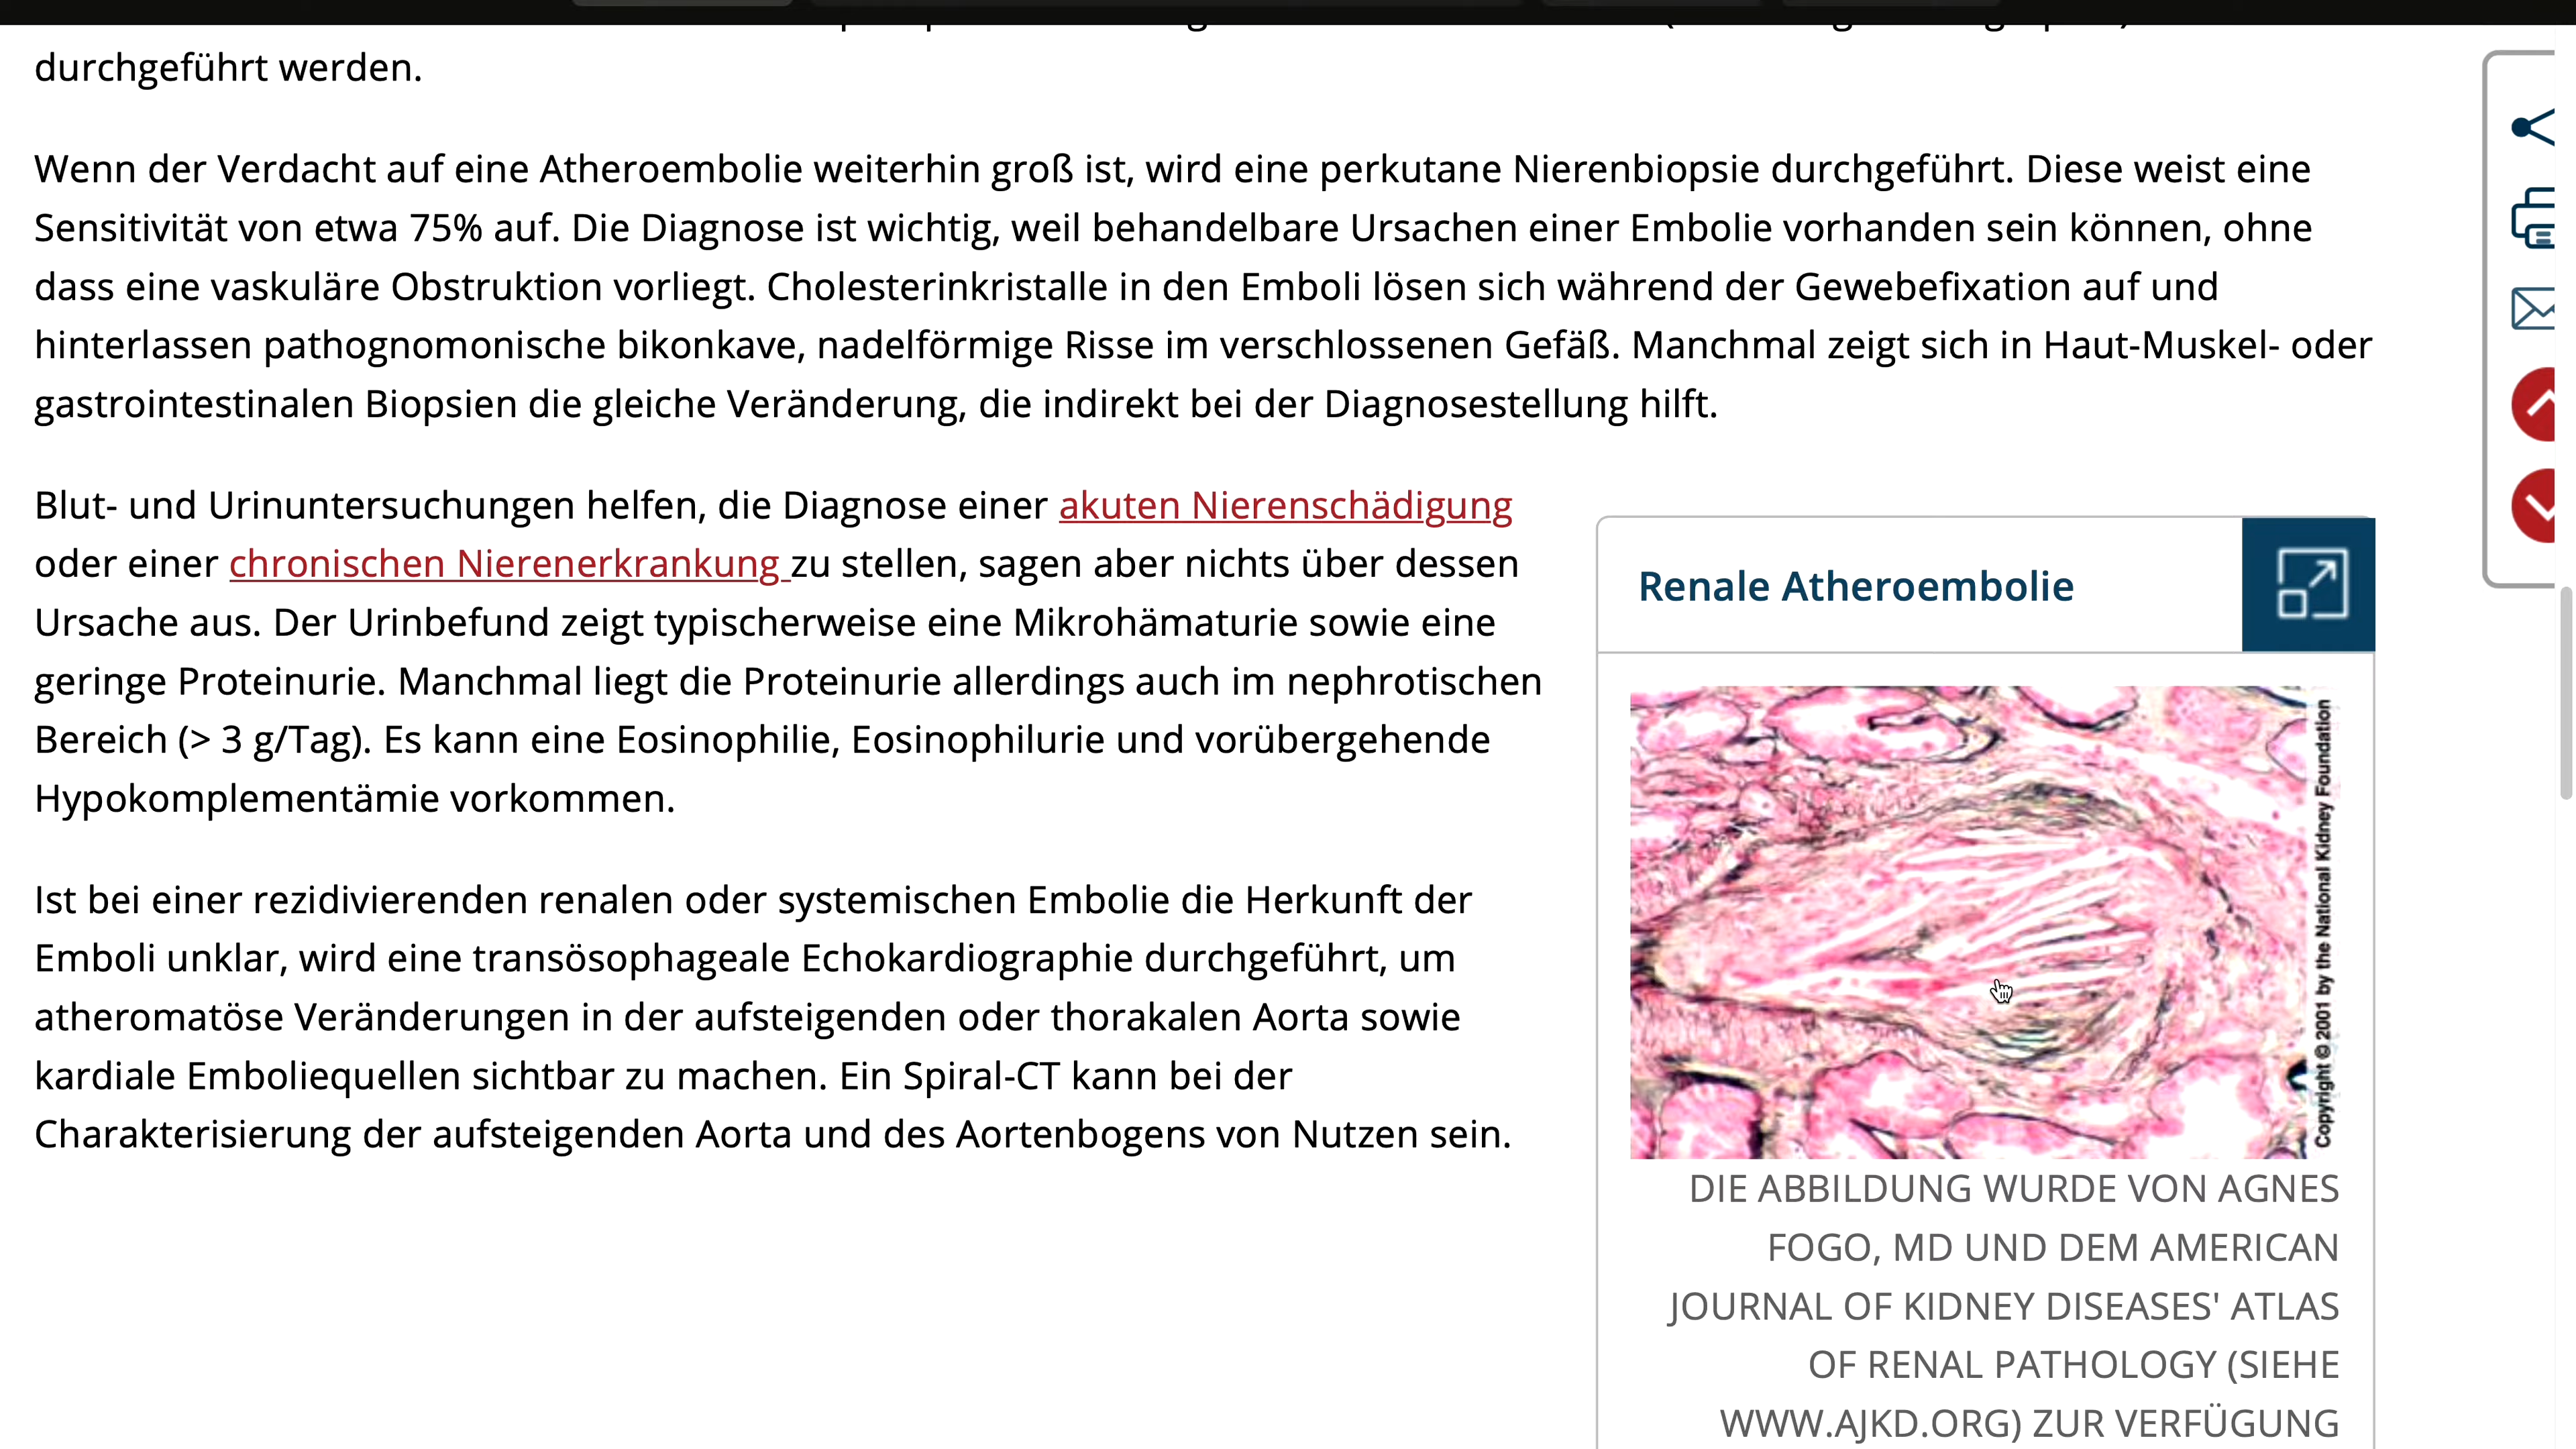 durchgeführt werden.
Wenn der Verdacht auf eine Atheroembolie weiterhin groß ist, wird eine perkutane Nierenbiopsie durchgeführt. Diese weist eine
Sensitivität von etwa 75% auf. Die Diagnose ist wichtig, weil behandelbare Ursachen einer Embolie vorhanden sein können, ohne
dass eine vaskuläre Obstruktion vorliegt. Cholesterinkristalle in den Emboli lösen sich während der Gewebefixation auf und
hinterlassen pathognomonische bikonkave, nadelförmige Risse im verschlossenen Gefäß. Manchmal zeigt sich in Haut-Muskel- oder
gastrointestinalen Biopsien die gleiche Veränderung, die indirekt bei der Diagnosestellung hilft.
Blut- und Urinuntersuchungen helfen, die Diagnose einer akuten Nierenschädigung
oder einer chronischen Nierenerkrankung zu stellen, sagen aber nichts über dessen
Ursache aus. Der Urinbefund zeigt typischerweise eine Mikrohämaturie sowie eine
geringe Proteinurie. Manchmal liegt die Proteinurie allerdings auch im nephrotischen
Bereich (> 3 g/Tag). Es kann eine Eosinophilie, Eosinophilurie und vorübergehende
Hypokomplementämie vorkommen.
Ist bei einer rezidivierenden renalen oder systemischen Embolie die Herkunft der
Emboli unklar, wird eine transösophageale Echokardiographie durchgeführt, um
atheromatöse Veränderungen in der aufsteigenden oder thorakalen Aorta sowie
kardiale Emboliequellen sichtbar zu machen. Ein Spiral-CT kann bei der
Charakterisierung der aufsteigenden Aorta und des Aortenbogens von Nutzen sein.
Renale Atheroembolie
Copyright © 2001 by the National Kidney Foundation
DIE ABBILDUNG WURDE VON AGNES
FOGO, MD UND DEM AMERICAN
JOURNAL OF KIDNEY DISEASES' ATLAS
OF RENAL PATHOLOGY (SIEHE
WWW.AJKD.ORG) ZUR VERFÜGUNG